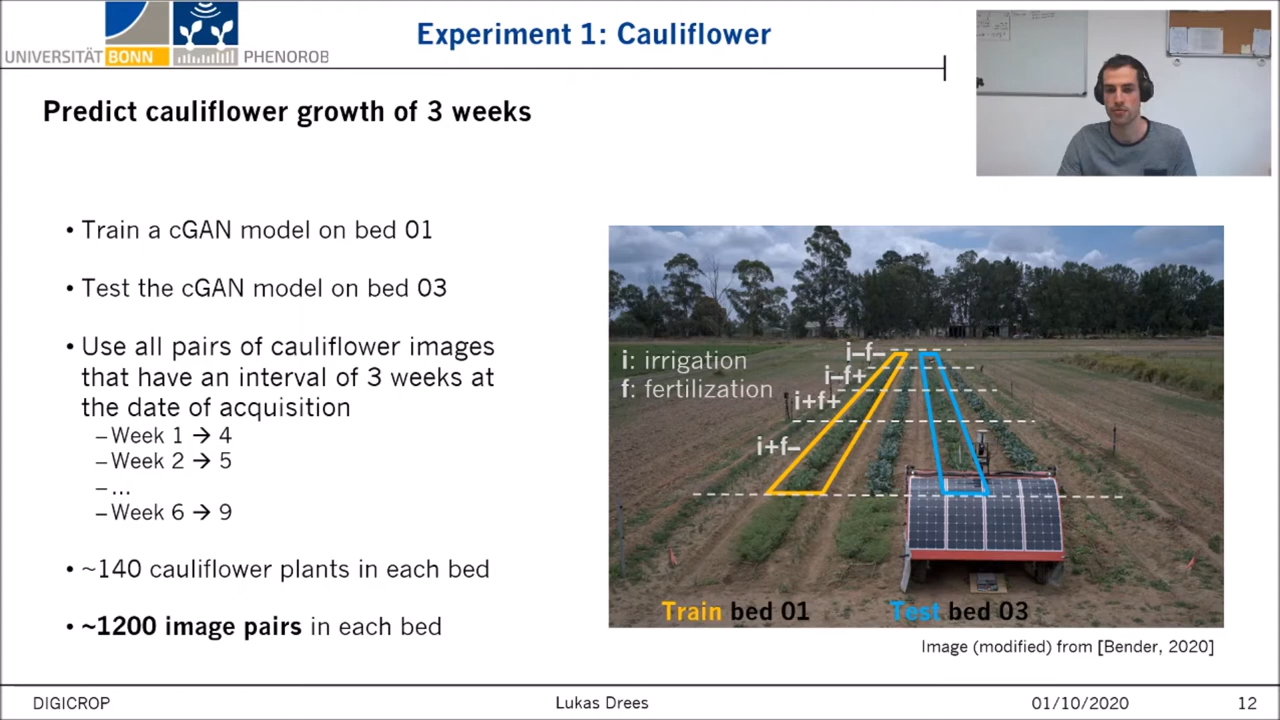 UNIVERSITÄT BONN
PHENOROB
Experiment 1: Cauliflower
Predict cauliflower growth of 3 weeks
• Train a cGAN model on bed 01
• Test the cGAN model on bed 03
• Use all pairs of cauliflower images
that have an interval of 3 weeks at
the date of acquisition
– Week 1 → 4
– Week 2 → 5
– ...
– Week 6 → 9
• ~140 cauliflower plants in each bed
• ~1200 image pairs in each bed
i: irrigation
f: fertilization
i–f–
i–f+
i+f+
i+f–
Train bed 01
Test bed 03
Image (modified) from [Bender, 2020]
DIGICROP
Lukas Drees
01/10/2020
12